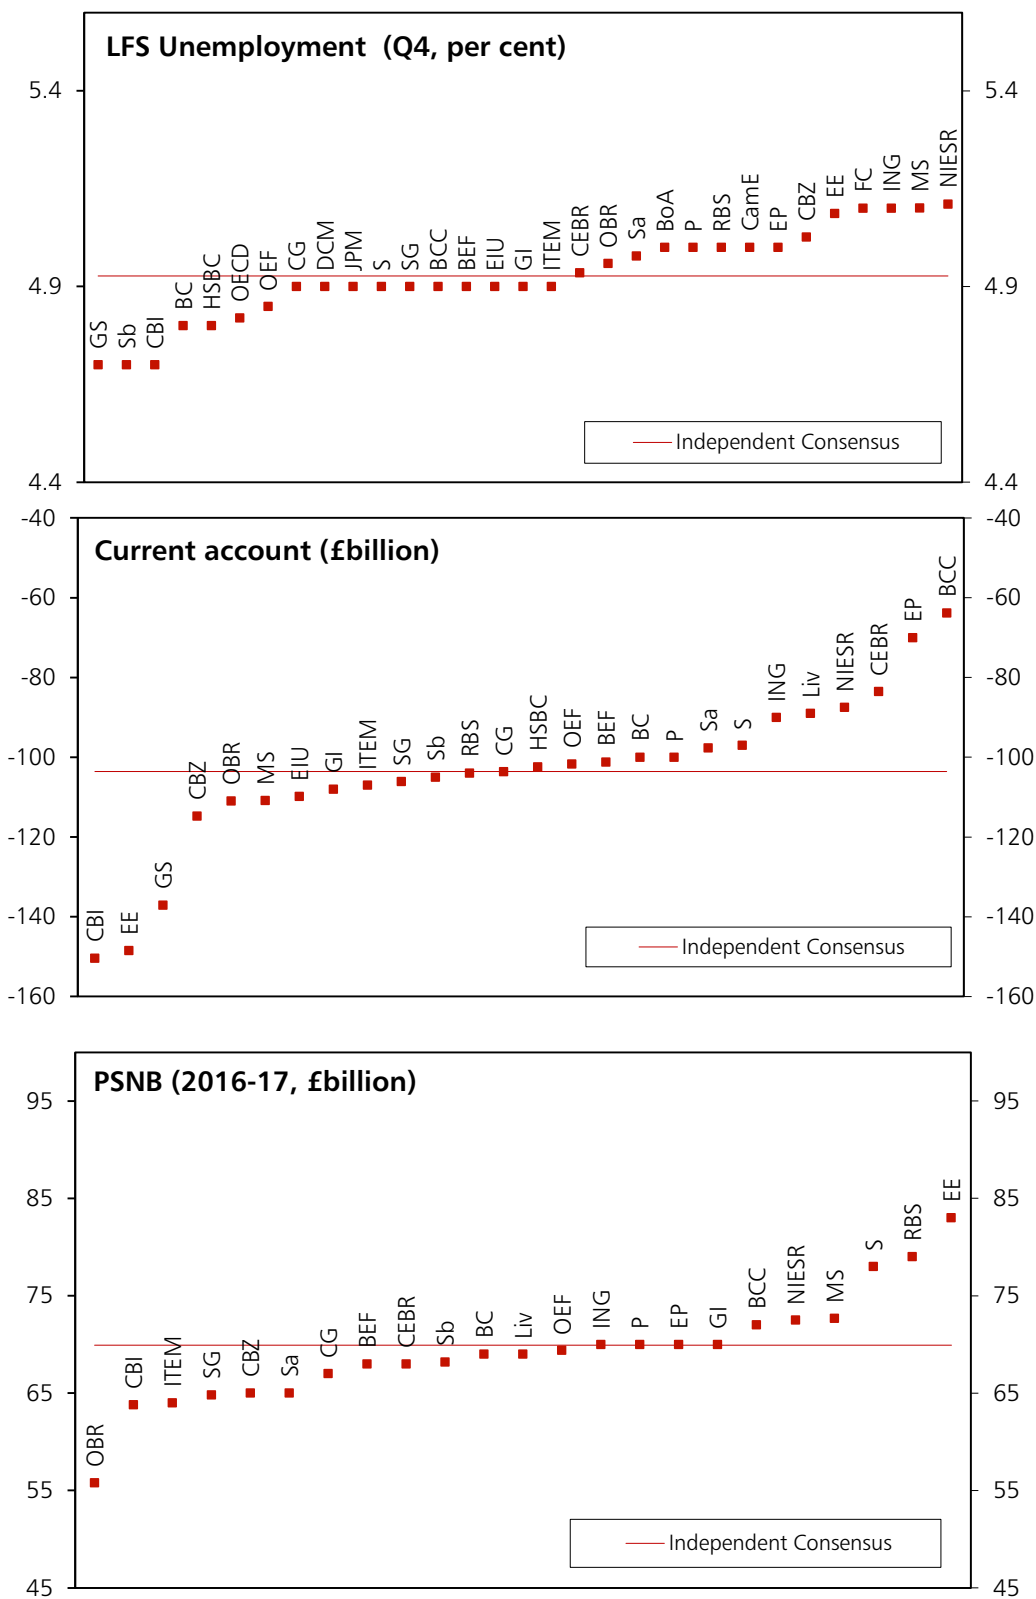 LFS Unemployment (Q4, per cent)
5.4
5.4
4.9
4.9
4.4
4.4
GS
Sb
CBI
BC
HSBC
OECD
OEF
CG
DCM
JPM
S
SG
BCC
BEF
EIU
GI
ITEM
CEBR
OBR
Sa
BoA
P
RBS
CamE
EP
CBZ
EE
FC
ING
MS
NIESR
Independent Consensus
Current account (£billion)
-40
-40
-60
-60
-80
-80
-100
-100
-120
-120
-140
-140
-160
-160
CBI
EE
GS
CBZ
OBR
MS
EIU
GI
ITEM
SG
Sb
RBS
CG
HSBC
OEF
BEF
BC
P
Sa
S
ING
Liv
NIESR
CEBR
EP
BCC
Independent Consensus
PSNB (2016-17, £billion)
95
95
85
85
75
75
65
65
55
55
45
45
OBR
CBI
ITEM
SG
CBZ
Sa
CG
BEF
CEBR
Sb
BC
Liv
OEF
ING
P
EP
GI
BCC
NIESR
MS
S
RBS
EE
Independent Consensus